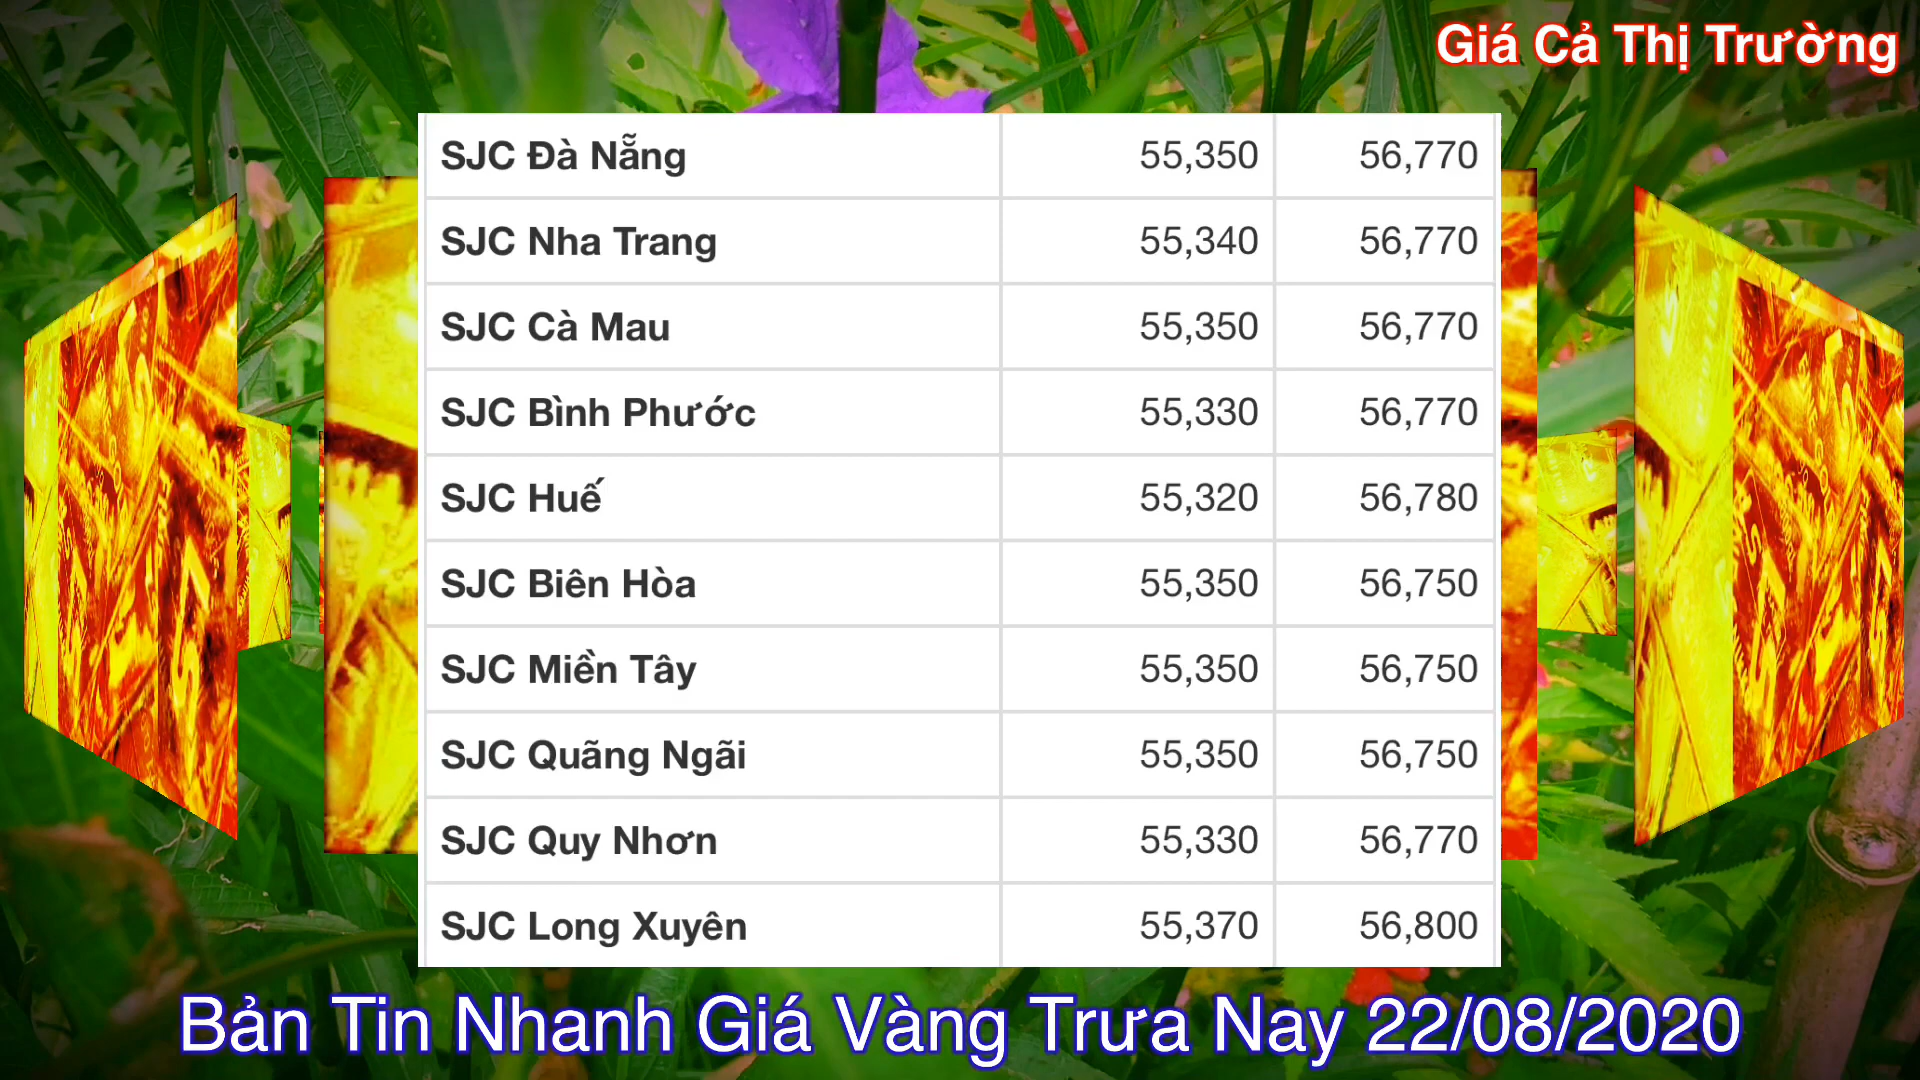 Giá Cả Thị Trường
SJC Đà Nẵng 55,350 56,770
SJC Nha Trang 55,340 56,770
SJC Cà Mau 55,350 56,770
SJC Bình Phước 55,330 56,770
SJC Huế 55,320 56,780
SJC Biên Hòa 55,350 56,750
SJC Miền Tây 55,350 56,750
SJC Quãng Ngãi 55,350 56,750
SJC Quy Nhơn 55,330 56,770
SJC Long Xuyên 55,370 56,800
Bản Tin Nhanh Giá Vàng Trưa Nay 22/08/2020